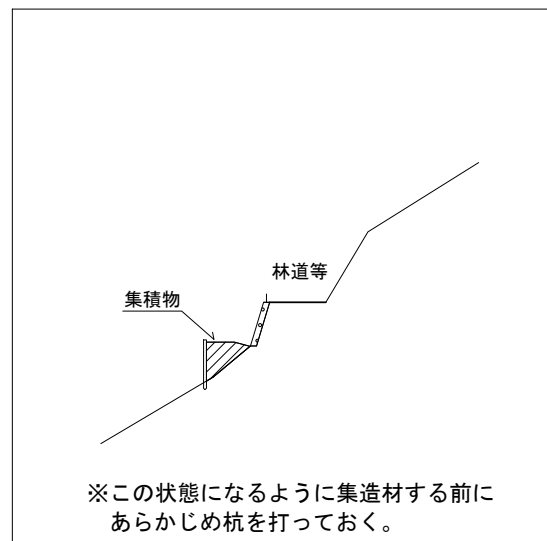 林道等
集積物
※この状態になるように集造材する前に
あらかじめ杭を打っておく。